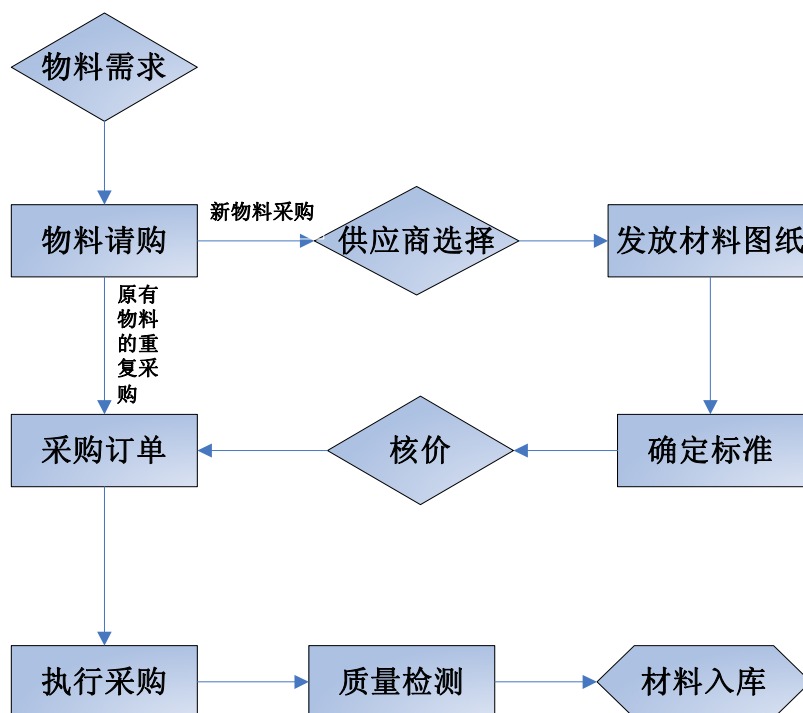 物料需求
新物料采购
物料请购
供应商选择
发放材料图纸
原有
物料
的重
复采
购
采购订单
核价
确定标准
执行采购
质量检测
材料入库